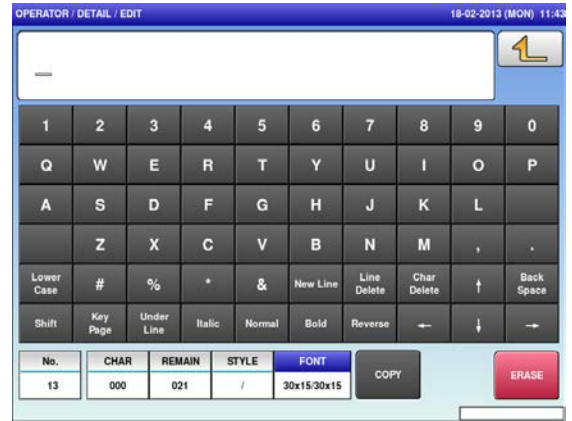 OPERATOR / DETAIL / EDIT 18-02-2013 (MON) 11:43
1 2 3 4 5 6 7 8 9 0
Q W E R T Y U I O P
A S D F G H J K L
Z X C V B N M , .
Lower Case # % * & New Line Line Delete Char Delete ↑ Back Space
Shift Key Page Under Line Italic Normal Bold Reverse ← ↓ →
No. CHAR REMAIN STYLE FONT COPY ERASE
13 000 021 / 30x15/30x15